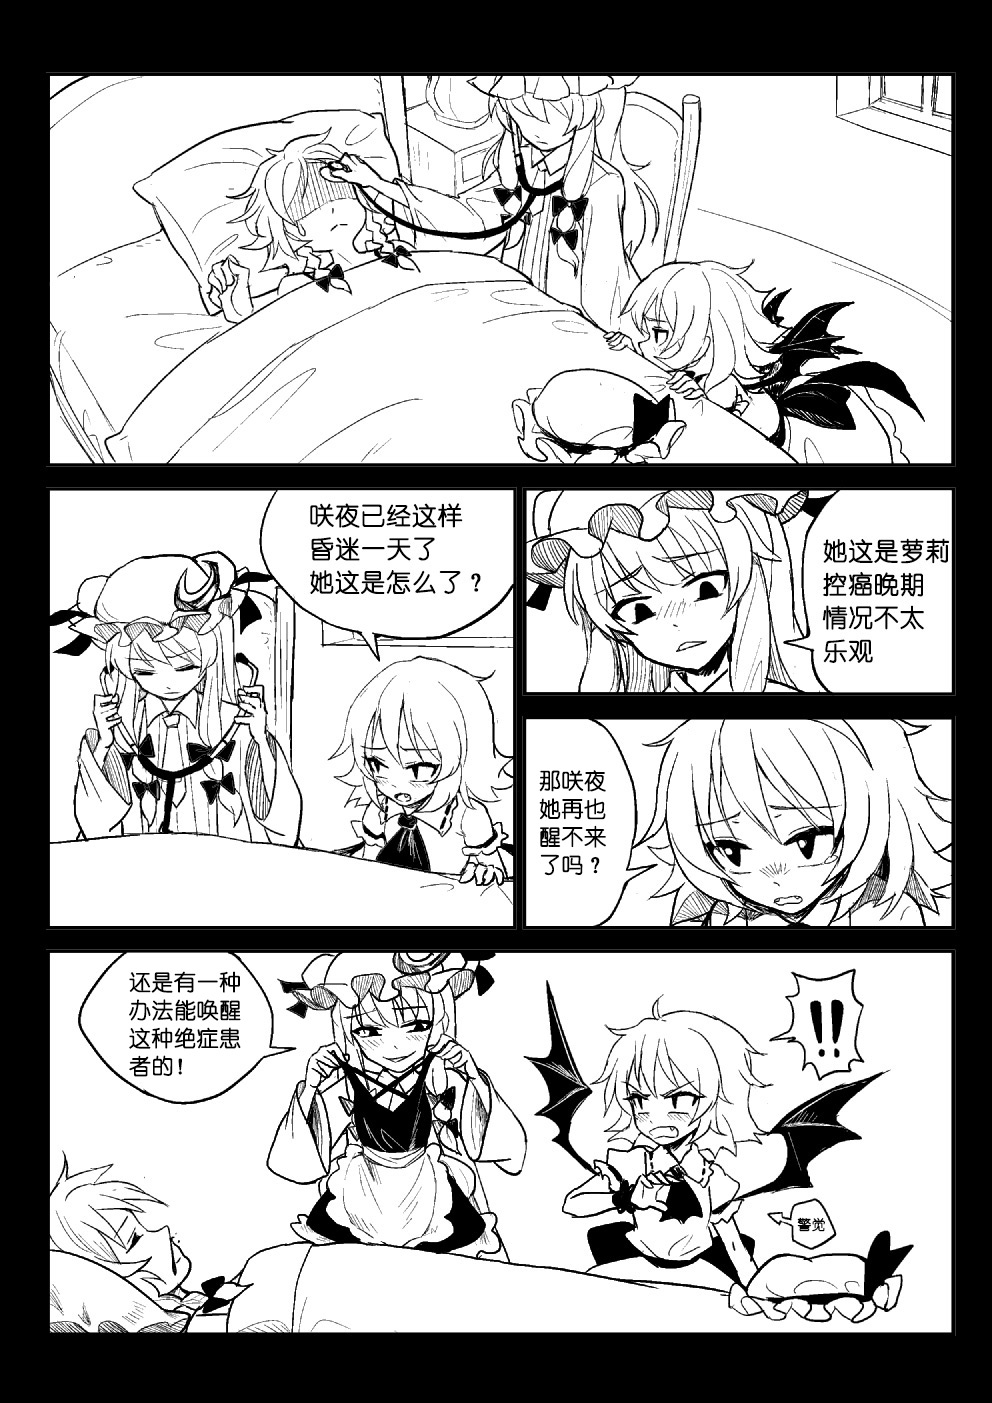 咲夜已经这样
昏迷一天了
她这是怎么了？
她这是萝莉
控癌晚期
情况不太
乐观
那咲夜
她再也
醒不来
了吗？
还是有一种
办法能唤醒
这种绝症患
者的！
!!
警觉